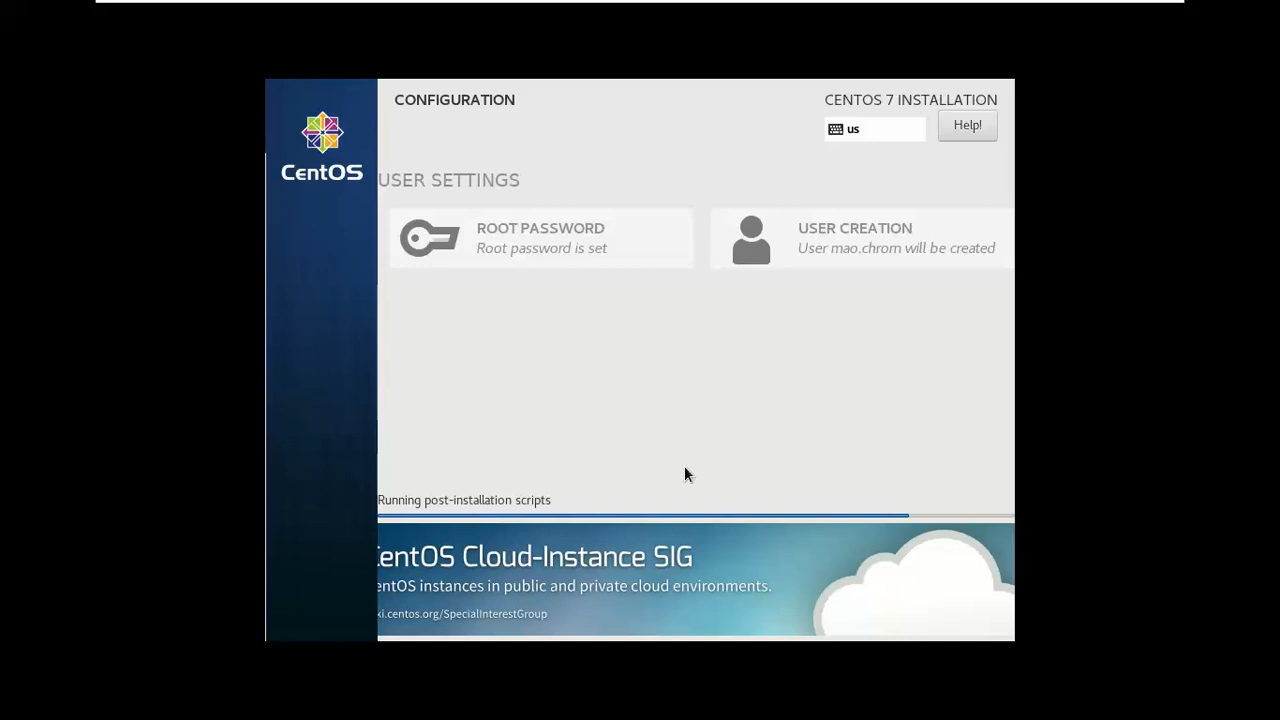 CONFIGURATION
CENTOS 7 INSTALLATION
us
Help!
CentOS
USER SETTINGS
ROOT PASSWORD
Root password is set
USER CREATION
User mao.chrom will be created
Running post-installation scripts
CentOS Cloud-Instance SIG
entOS instances in public and private cloud environments.
ki.centos.org/SpecialInterestGroup